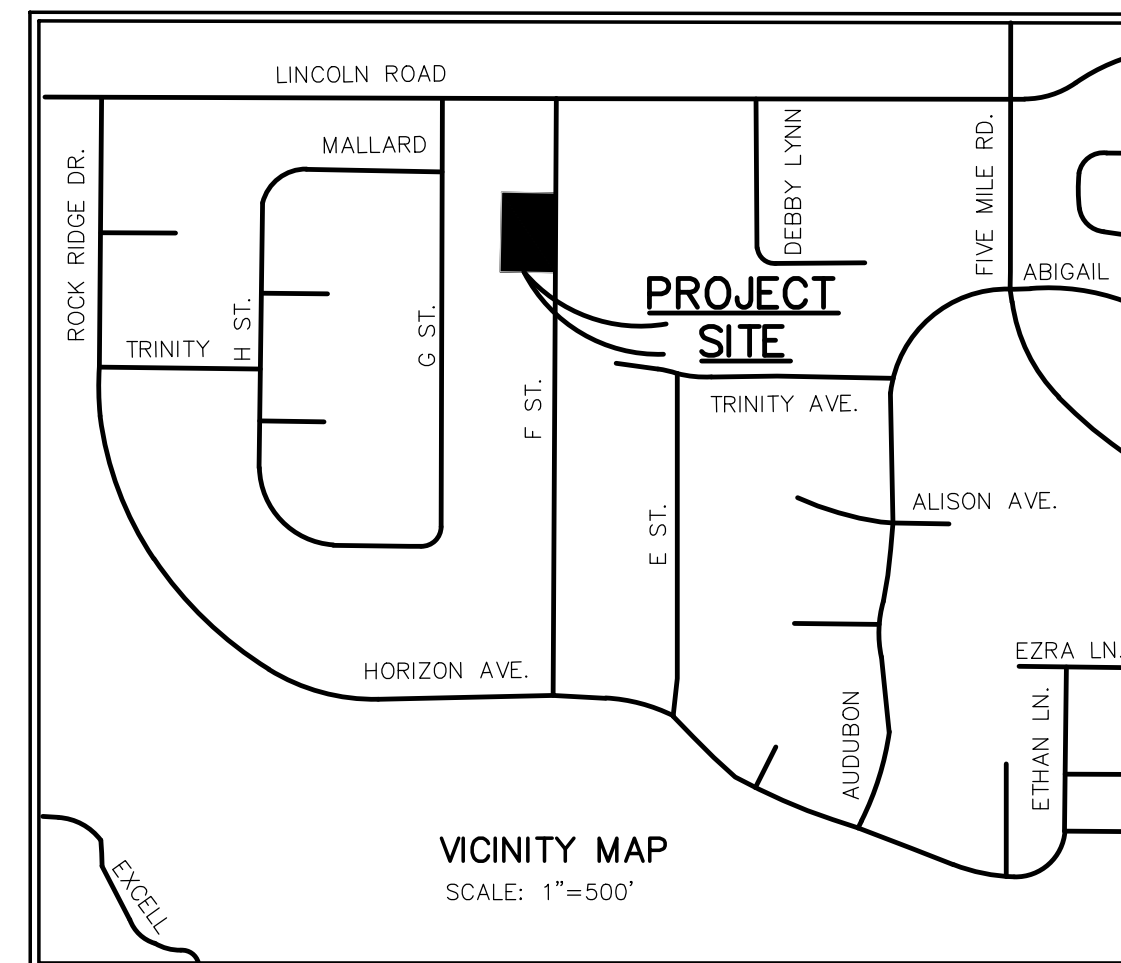 LINCOLN ROAD
MALLARD
ROCK RIDGE DR.
DEBBY LYNN
FIVE MILE RD.
ABIGAIL
PROJECT
SITE
TRINITY
H ST.
G ST.
F ST.
TRINITY AVE.
E ST.
ALISON AVE.
HORIZON AVE.
EZRA LN.
AUDUBON
ETHAN LN.
VICINITY MAP
SCALE: 1"=500'
EXCELL